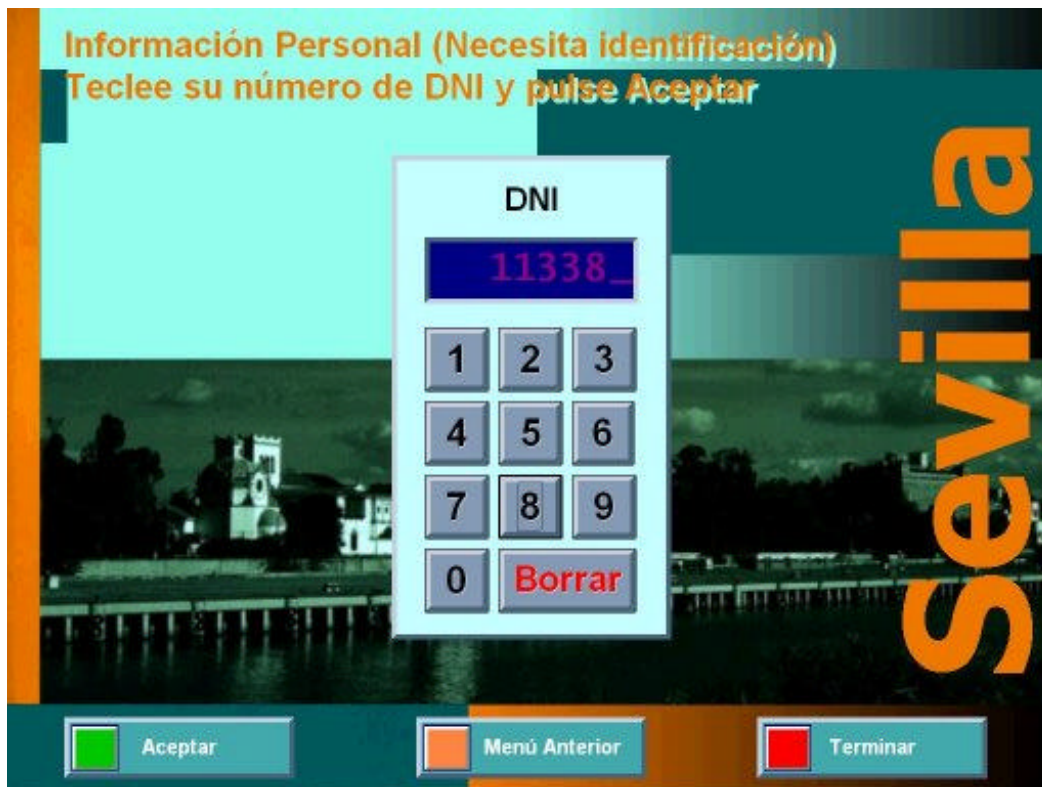 Información Personal (Necesita identificación)
Teclee su número de DNI y pulse Aceptar
DNI
11338_
1 2 3
4 5 6
7 8 9
0 Borrar
Sevilla
Aceptar Menú Anterior Terminar